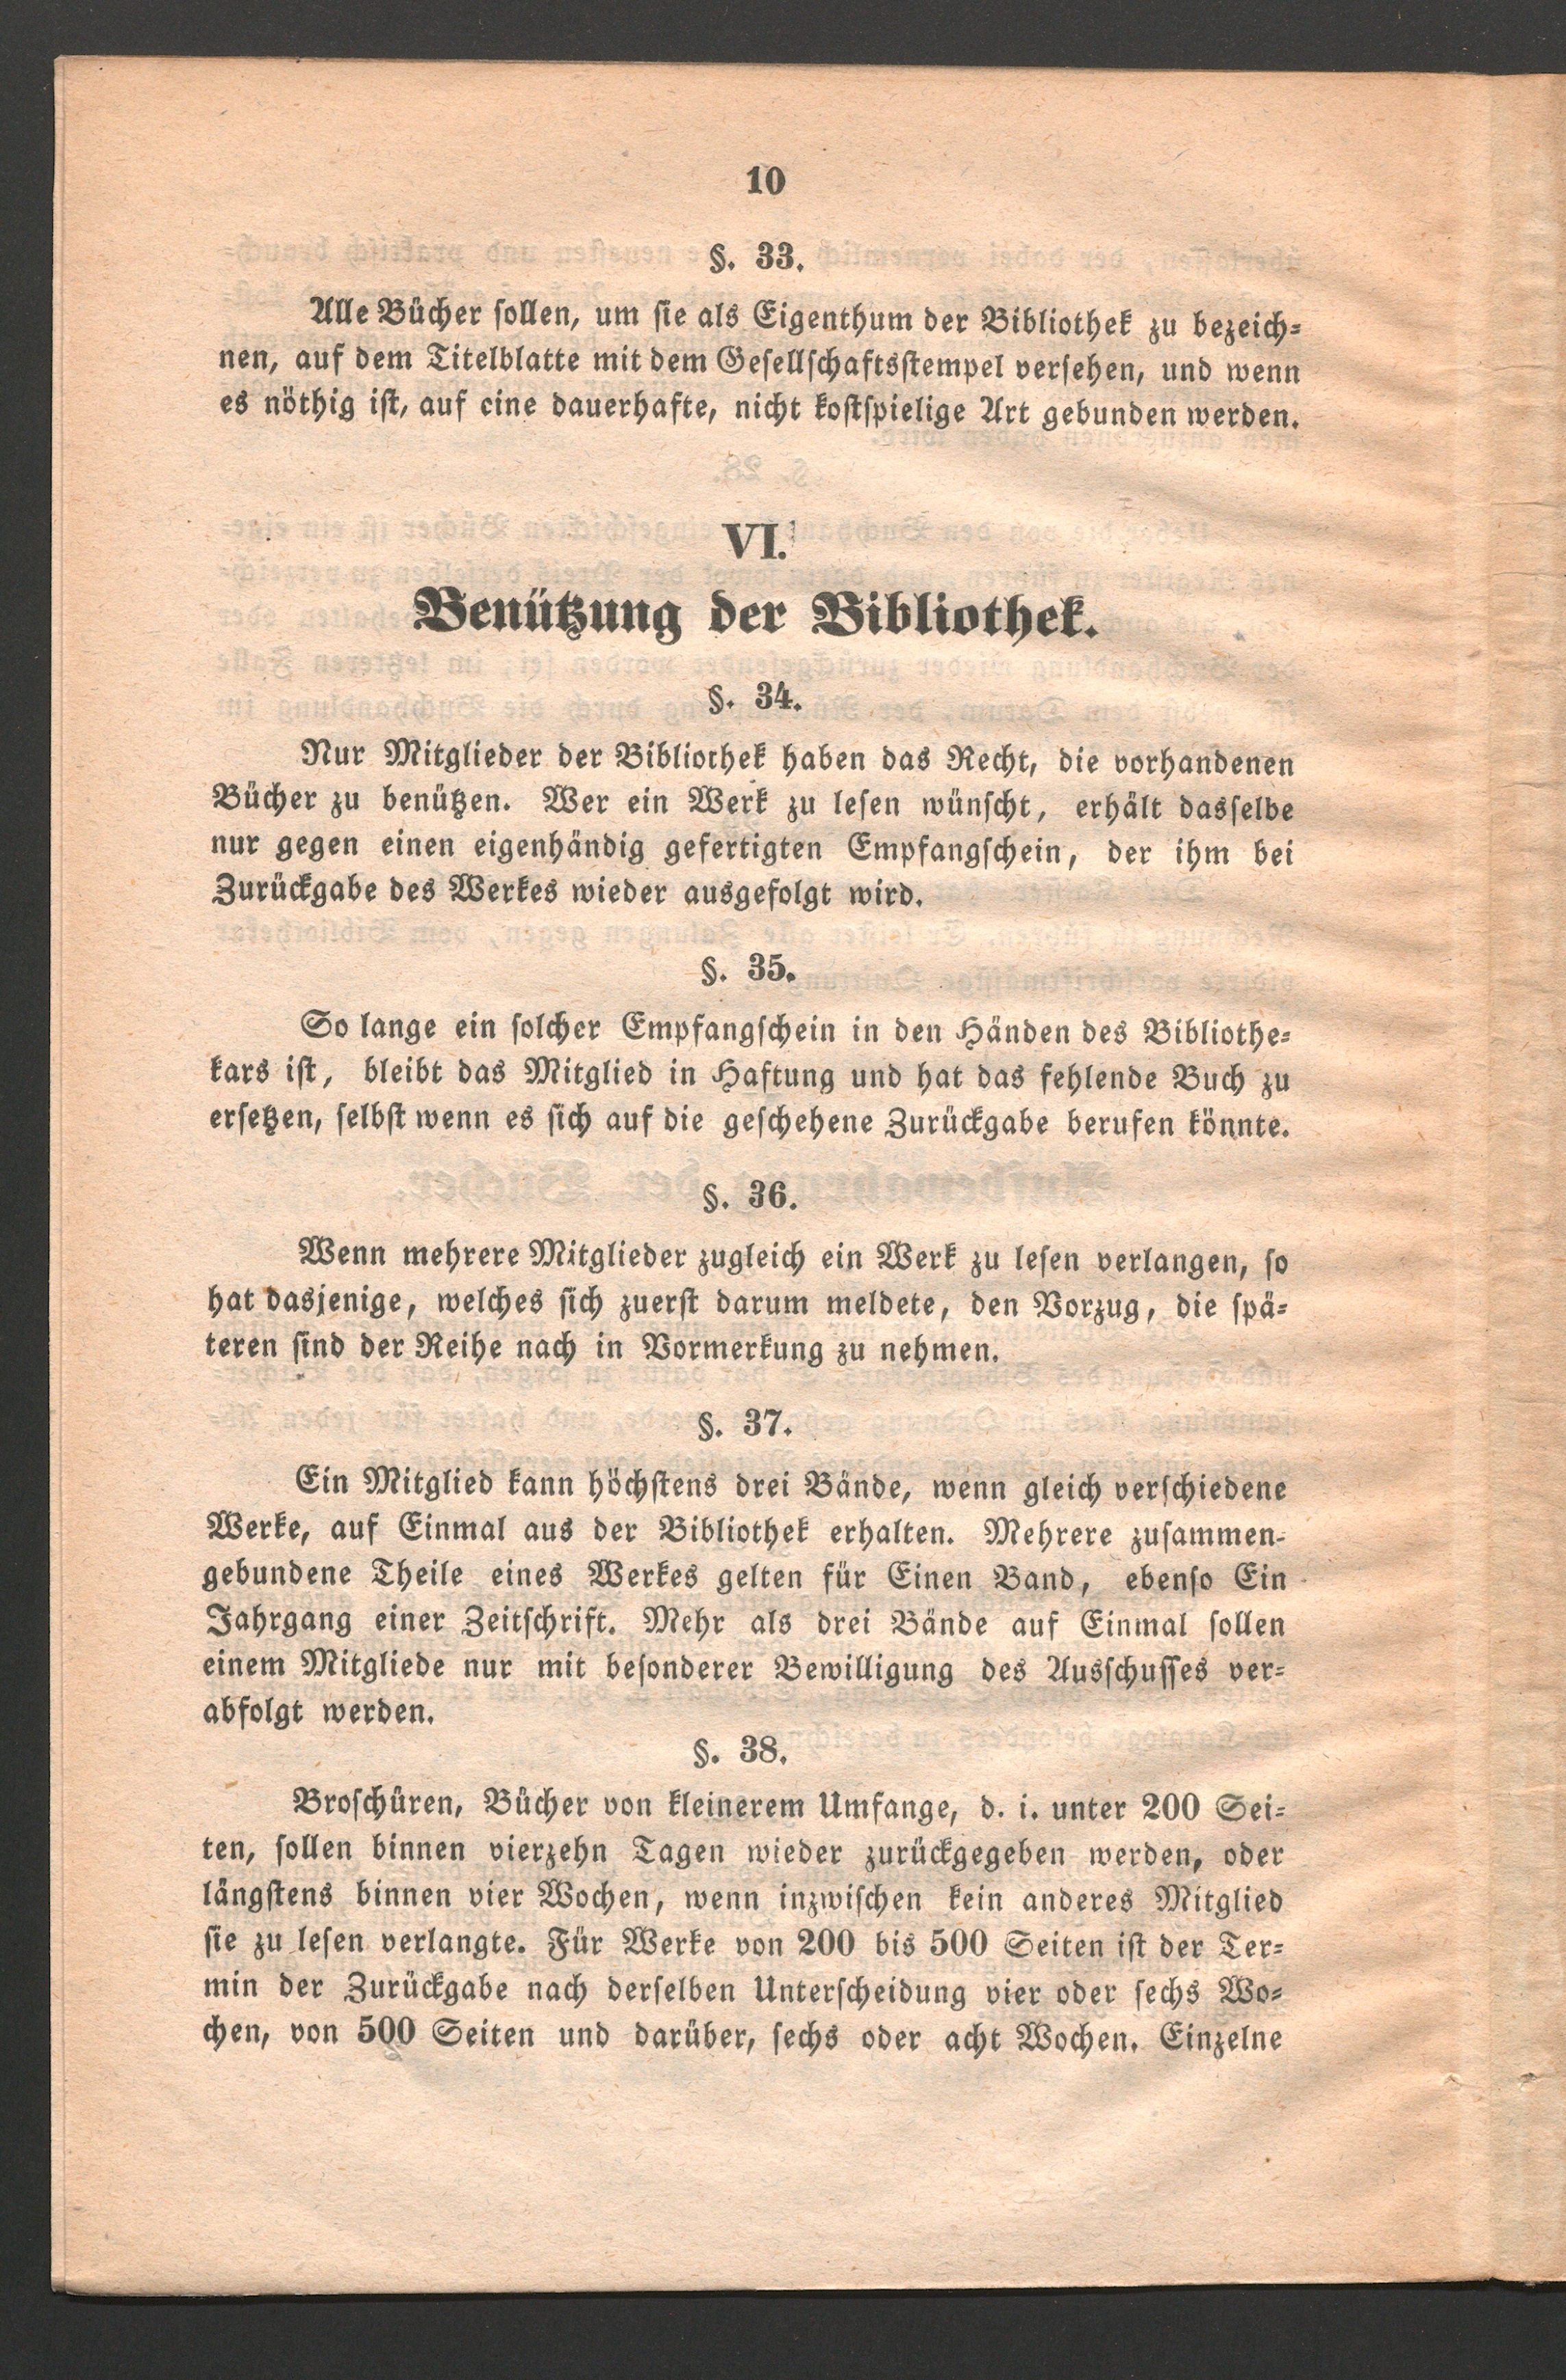 10
§. 33.
Alle Bücher sollen, um sie als Eigenthum der Bibliothek zu bezeich=
nen, auf dem Titelblatte mit dem Gesellschaftsstempel versehen, und wenn
es nöthig ist, auf eine dauerhafte, nicht kostspielige Art gebunden werden.
VI.
Benützung der Bibliothek.
§. 34.
Nur Mitglieder der Bibliothek haben das Recht, die vorhandenen
Bücher zu benützen. Wer ein Werk zu lesen wünscht, erhält dasselbe
nur gegen einen eigenhändig gefertigten Empfangschein, der ihm bei
Zurückgabe des Werkes wieder ausgefolgt wird.
§. 35.
So lange ein solcher Empfangschein in den Händen des Bibliothe=
kars ist, bleibt das Mitglied in Haftung und hat das fehlende Buch zu
ersetzen, selbst wenn es sich auf die geschehene Zurückgabe berufen könnte.
§. 36.
Wenn mehrere Mitglieder zugleich ein Werk zu lesen verlangen, so
hat dasjenige, welches sich zuerst darum meldete, den Vorzug, die spä=
teren sind der Reihe nach in Vormerkung zu nehmen.
§. 37.
Ein Mitglied kann höchstens drei Bände, wenn gleich verschiedene
Werke, auf Einmal aus der Bibliothek erhalten. Mehrere zusammen=
gebundene Theile eines Werkes gelten für Einen Band, ebenso Ein
Jahrgang einer Zeitschrift. Mehr als drei Bände auf Einmal sollen
einem Mitgliede nur mit besonderer Bewilligung des Ausschusses ver=
abfolgt werden.
§. 38.
Broschüren, Bücher von kleinerem Umfange, d. i. unter 200 Sei=
ten, sollen binnen vierzehn Tagen wieder zurückgegeben werden, oder
längstens binnen vier Wochen, wenn inzwischen kein anderes Mitglied
sie zu lesen verlangte. Für Werke von 200 bis 500 Seiten ist der Ter=
min der Zurückgabe nach derselben Unterscheidung vier oder sechs Wo=
chen, von 500 Seiten und darüber, sechs oder acht Wochen. Einzelne